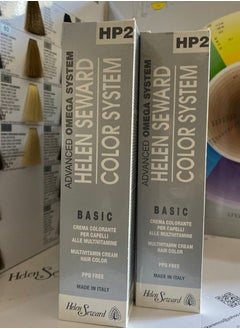 HP2
ADVANCED OMEGA SYSTEM
HELEN SEWARD
COLOR SYSTEM
BASIC
CREMA COLORANTE
PER CAPELLI
ALLE MULTIVITAMINE
MULTIVITAMIN CREAM
HAIR COLOR
PPD FREE
MADE IN ITALY
Helen Seward
HP2
ADVANCED OMEGA SYSTEM
HELEN SEWARD
COLOR SYSTEM
BASIC
CREMA COLORANTE
PER CAPELLI
ALLE MULTIVITAMINE
MULTIVITAMIN CREAM
HAIR COLOR
PPD FREE
MADE IN ITALY
Helen Seward
Helen Seward